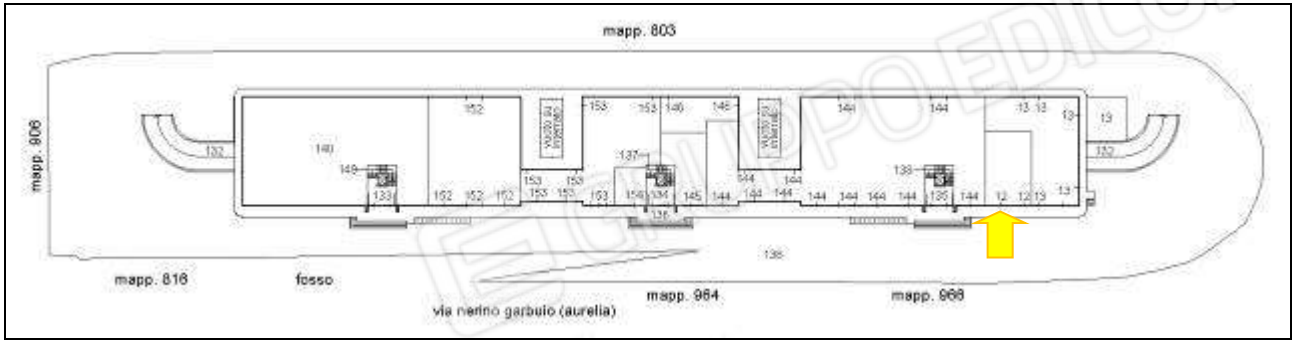 mapp. 803
GRUPPO EDICOM
152 153 153 146 146 144 144 13 13
vuoto su interrato
vuoto su interrato
13 13
mapp. 906
132 140 132
149 137 138
153 153 144 144
133 152 152 152 153 153 153 154 134 145 144 144 144 144 144 144 144 135 144 12 12 13 13
136
138
mapp. 816 fosso mapp. 964 mapp. 966
via nerino garbuio (aurelia)